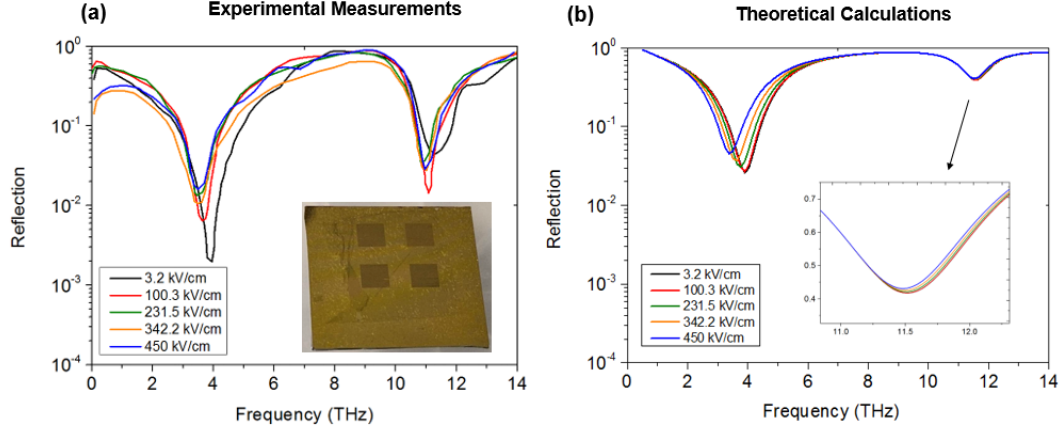 (a) Experimental Measurements
10^0
10^-1
10^-2
10^-3
10^-4
Reflection
3.2 kV/cm
100.3 kV/cm
231.5 kV/cm
342.2 kV/cm
450 kV/cm
0 2 4 6 8 10 12 14
Frequency (THz)
(b) Theoretical Calculations
10^0
10^-1
10^-2
10^-3
10^-4
Reflection
3.2 kV/cm
100.3 kV/cm
231.5 kV/cm
342.2 kV/cm
450 kV/cm
0.7
0.6
0.5
0.4
11.0 11.5 12.0
0 2 4 6 8 10 12 14
Frequency (THz)